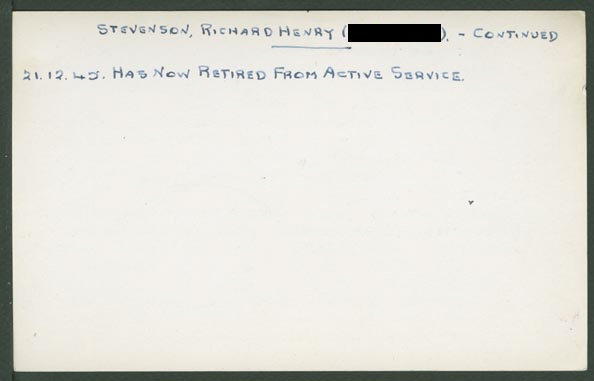 STEVENSON, RICHARD HENRY ( ). - CONTINUED
21.12.45. HAS NOW RETIRED FROM ACTIVE SERVICE.